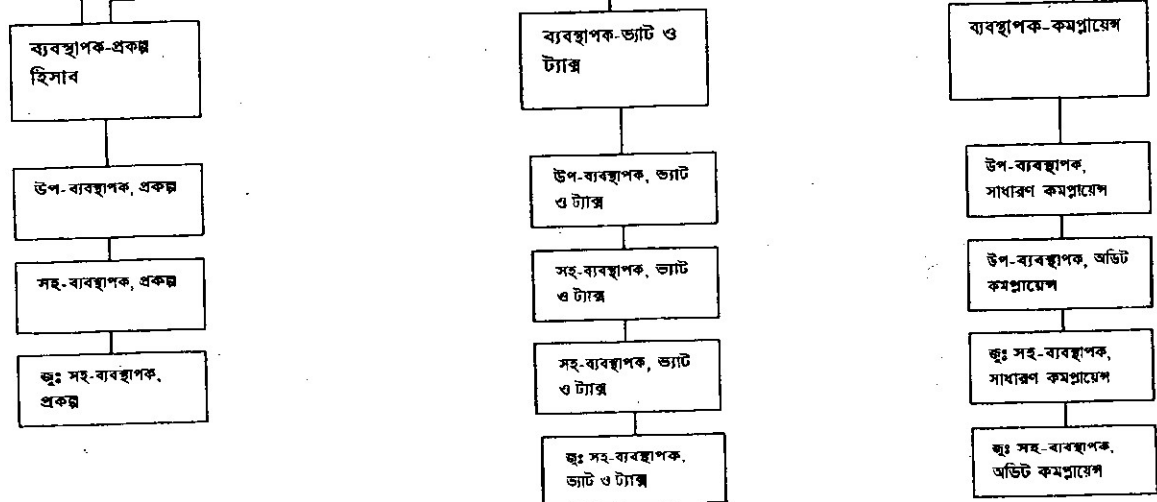 ব্যবস্থাপক-প্রকল্প
হিসাব
উপ-ব্যবস্থাপক, প্রকল্প
সহ-ব্যবস্থাপক, প্রকল্প
জুঃ সহ-ব্যবস্থাপক,
প্রকল্প
ব্যবস্থাপক-ভ্যাট ও
ট্যাক্স
উপ-ব্যবস্থাপক, ভ্যাট
ও ট্যাক্স
সহ-ব্যবস্থাপক, ভ্যাট
ও ট্যাক্স
সহ-ব্যবস্থাপক, ভ্যাট
ও ট্যাক্স
জুঃ সহ-ব্যবস্থাপক,
ভ্যাট ও ট্যাক্স
ব্যবস্থাপক-কমপ্লায়েন্স
উপ-ব্যবস্থাপক,
সাধারণ কমপ্লায়েন্স
উপ-ব্যবস্থাপক, অডিট
কমপ্লায়েন্স
জুঃ সহ-ব্যবস্থাপক,
সাধারণ কমপ্লায়েন্স
জুঃ সহ-ব্যবস্থাপক,
অডিট কমপ্লায়েন্স